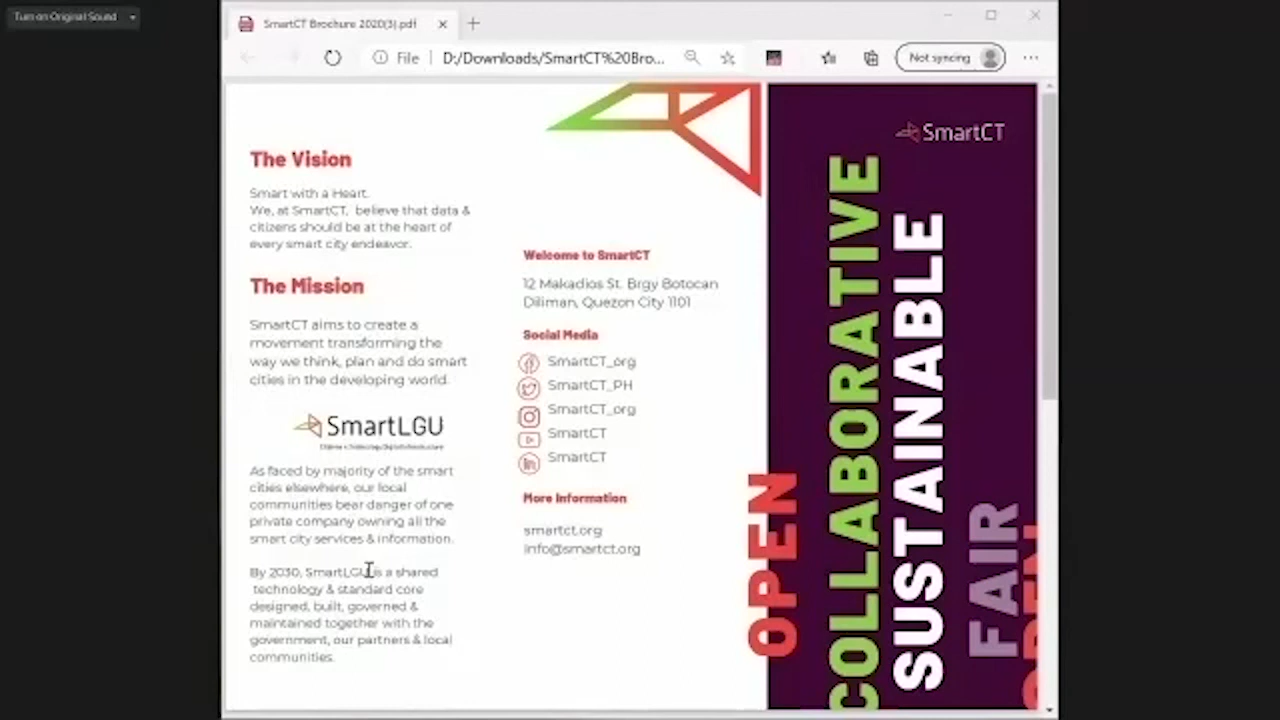 Turn on Original Sound
SmartCT Brochure 2020(3).pdf
File
D:/Downloads/SmartCT%20Bro...
Not syncing
The Vision
Smart with a Heart.
We, at SmartCT, believe that data &
citizens should be at the heart of
every smart city endeavor.
The Mission
SmartCT aims to create a
movement transforming the
way we think, plan and do smart
cities in the developing world.
SmartLGU
As faced by majority of the smart
cities elsewhere, our local
communities bear danger of one
private company owning all the
smart city services & information.
By 2030, SmartLGU is a shared
technology & standard core
designed, built, governed &
maintained together with the
government, our partners & local
communities.
Welcome to SmartCT
12 Makadios St. Brgy Botocan
Diliman, Quezon City 1101
Social Media
SmartCT_org
SmartCT_PH
SmartCT_org
SmartCT
SmartCT
More Information
smartct.org
info@smartct.org
SmartCT
OPEN
COLLABORATIVE
SUSTAINABLE
FAIR
OPEN